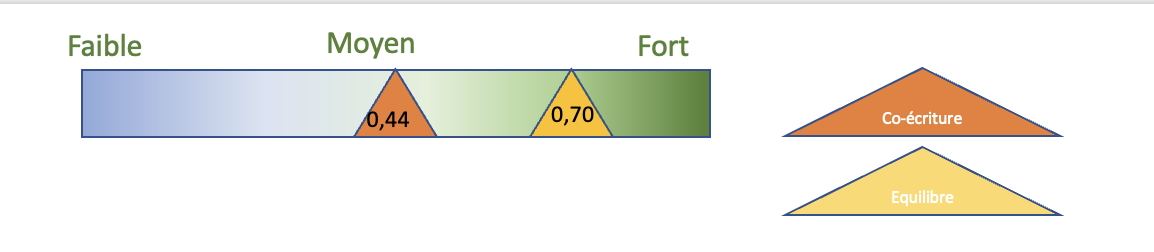 Faible
Moyen
Fort
0,44
0,70
Co-écriture
Equilibre